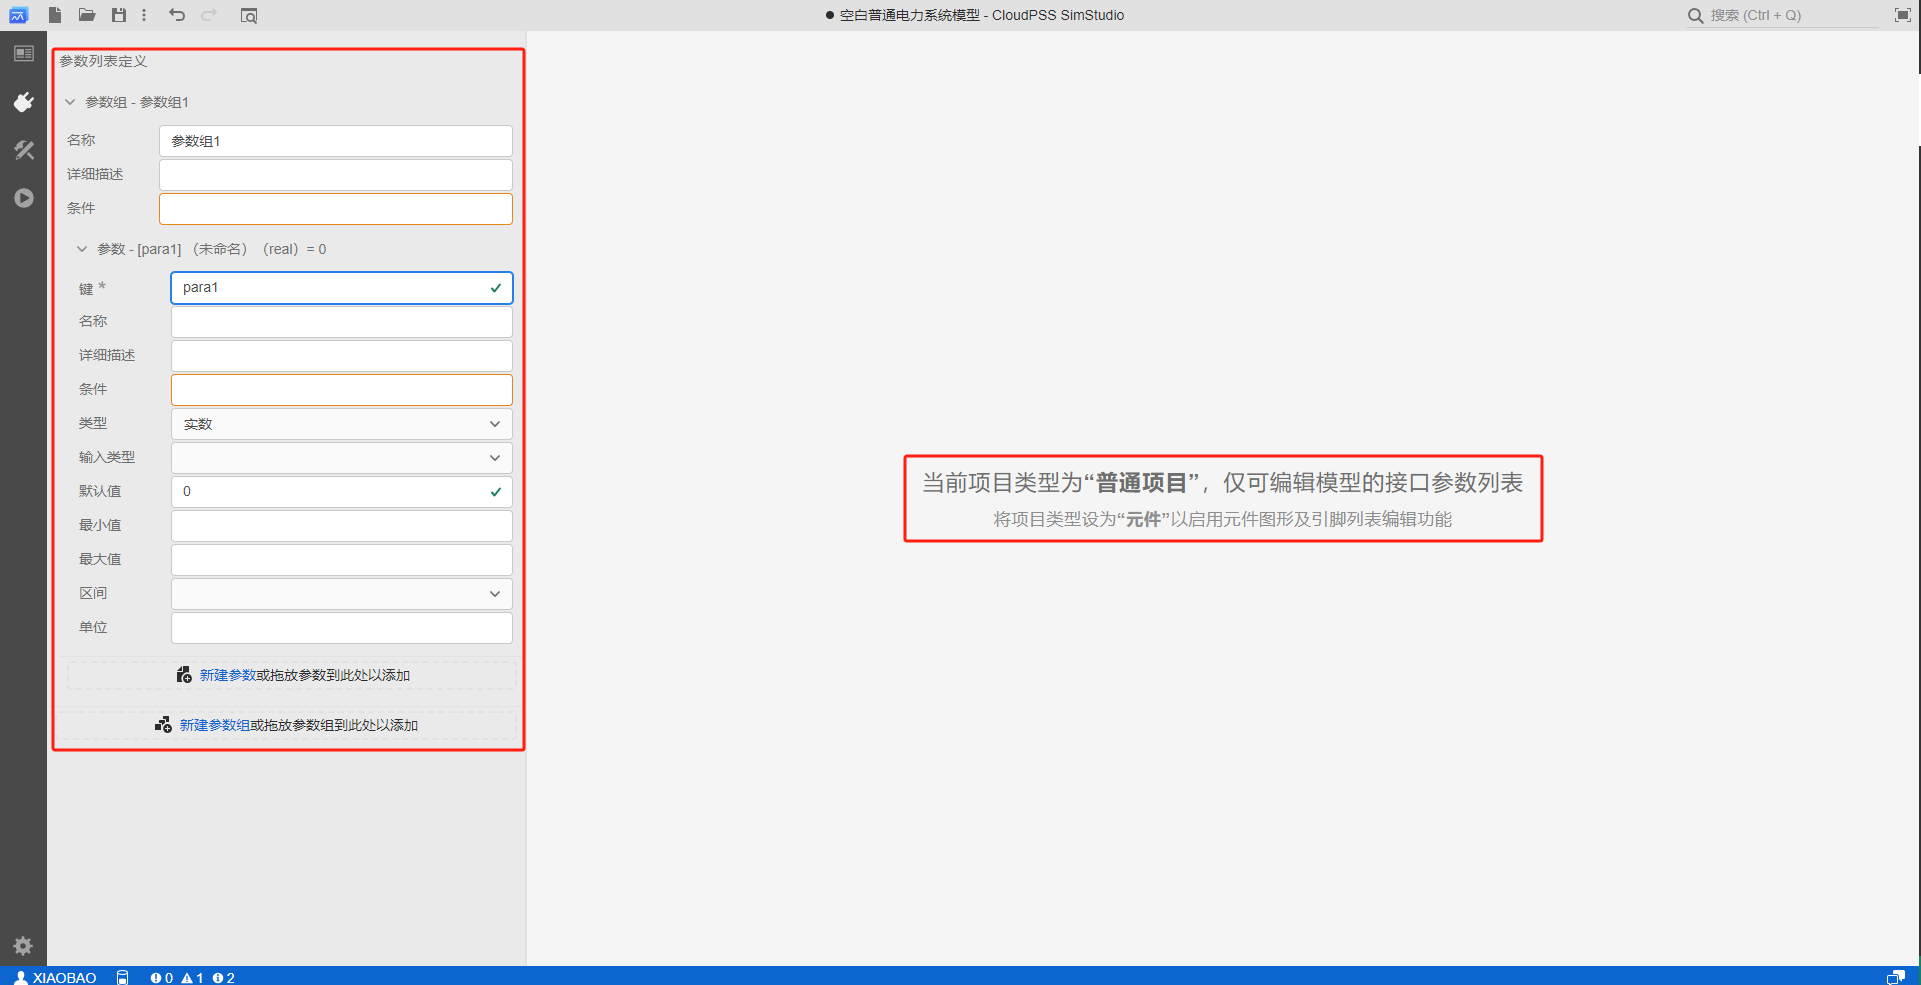 ● 空白普通电力系统模型 - CloudPSS SimStudio
搜索 (Ctrl + Q)
参数列表定义
参数组 - 参数组1
名称
参数组1
详细描述
条件
参数 - [para1] （未命名）（real）= 0
键 *
para1
名称
详细描述
条件
类型
实数
输入类型
默认值
0
最小值
最大值
区间
单位
新建参数或拖放参数到此处以添加
新建参数组或拖放参数组到此处以添加
当前项目类型为“普通项目”，仅可编辑模型的接口参数列表
将项目类型设为“元件”以启用元件图形及引脚列表编辑功能
XIAOBAO
0
1
2